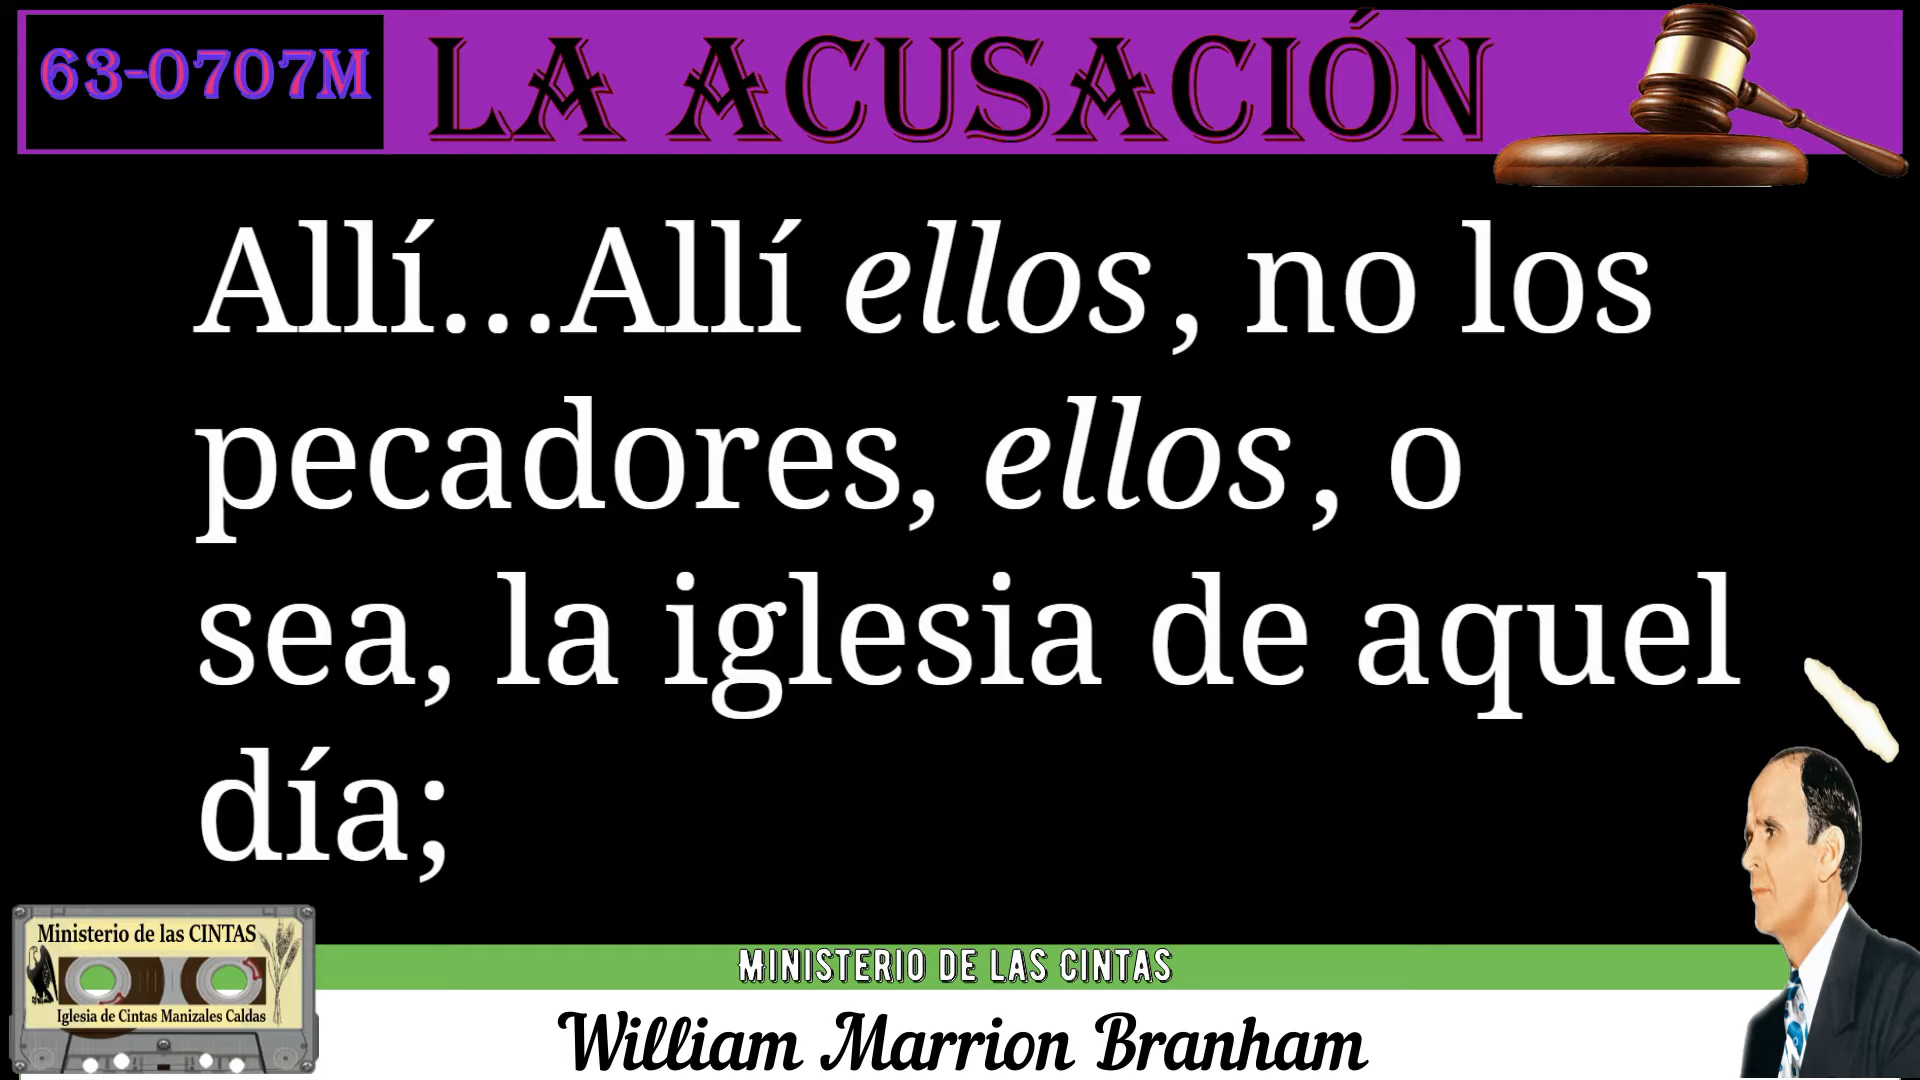 63-0707M
LA ACUSACIÓN
Allí...Allí ellos, no los
pecadores, ellos, o
sea, la iglesia de aquel
día;
Ministerio de las CINTAS
Iglesia de Cintas Manizales Caldas
MINISTERIO DE LAS CINTAS
William Marrion Branham